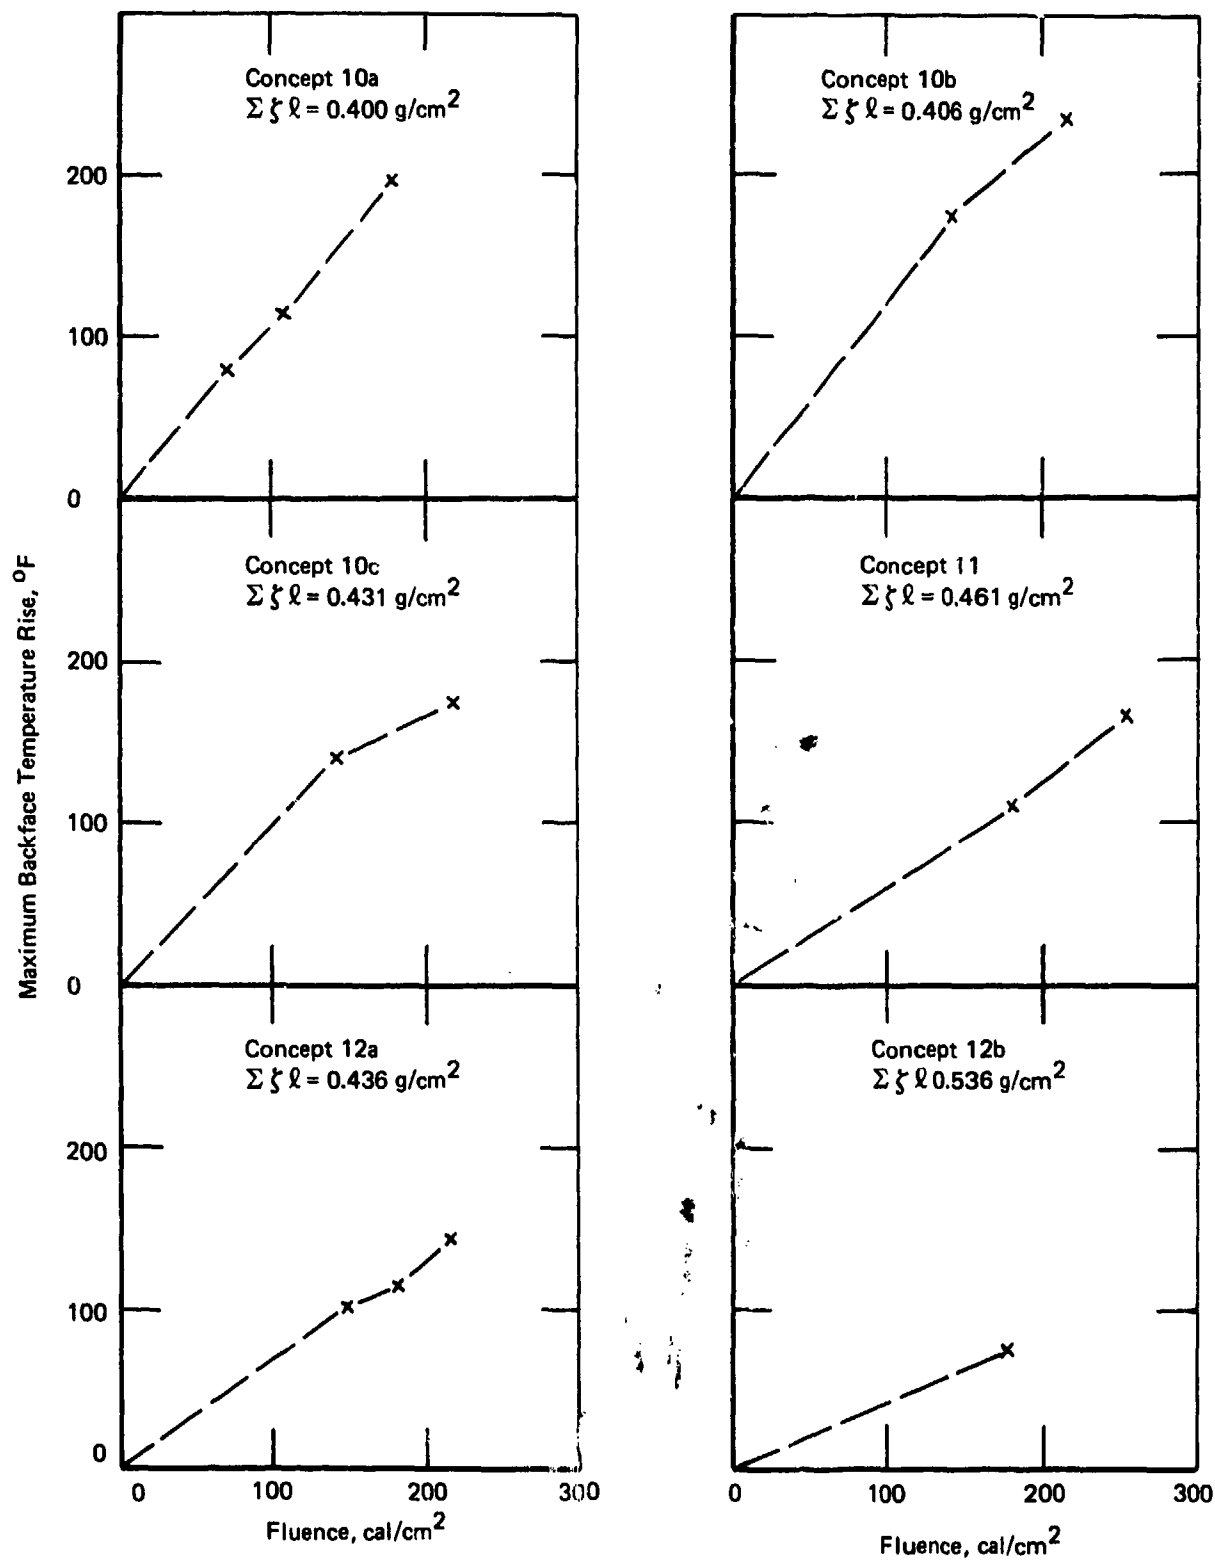 Concept 10a
Σ ζ ℓ = 0.400 g/cm²
Concept 10b
Σ ζ ℓ = 0.406 g/cm²
200
100
0
Concept 10c
Σ ζ ℓ = 0.431 g/cm²
Concept 11
Σ ζ ℓ = 0.461 g/cm²
Maximum Backface Temperature Rise, °F
200
100
0
Concept 12a
Σ ζ ℓ = 0.436 g/cm²
Concept 12b
Σ ζ ℓ 0.536 g/cm²
200
100
0
0 100 200 300
Fluence, cal/cm²
0 100 200 300
Fluence, cal/cm²